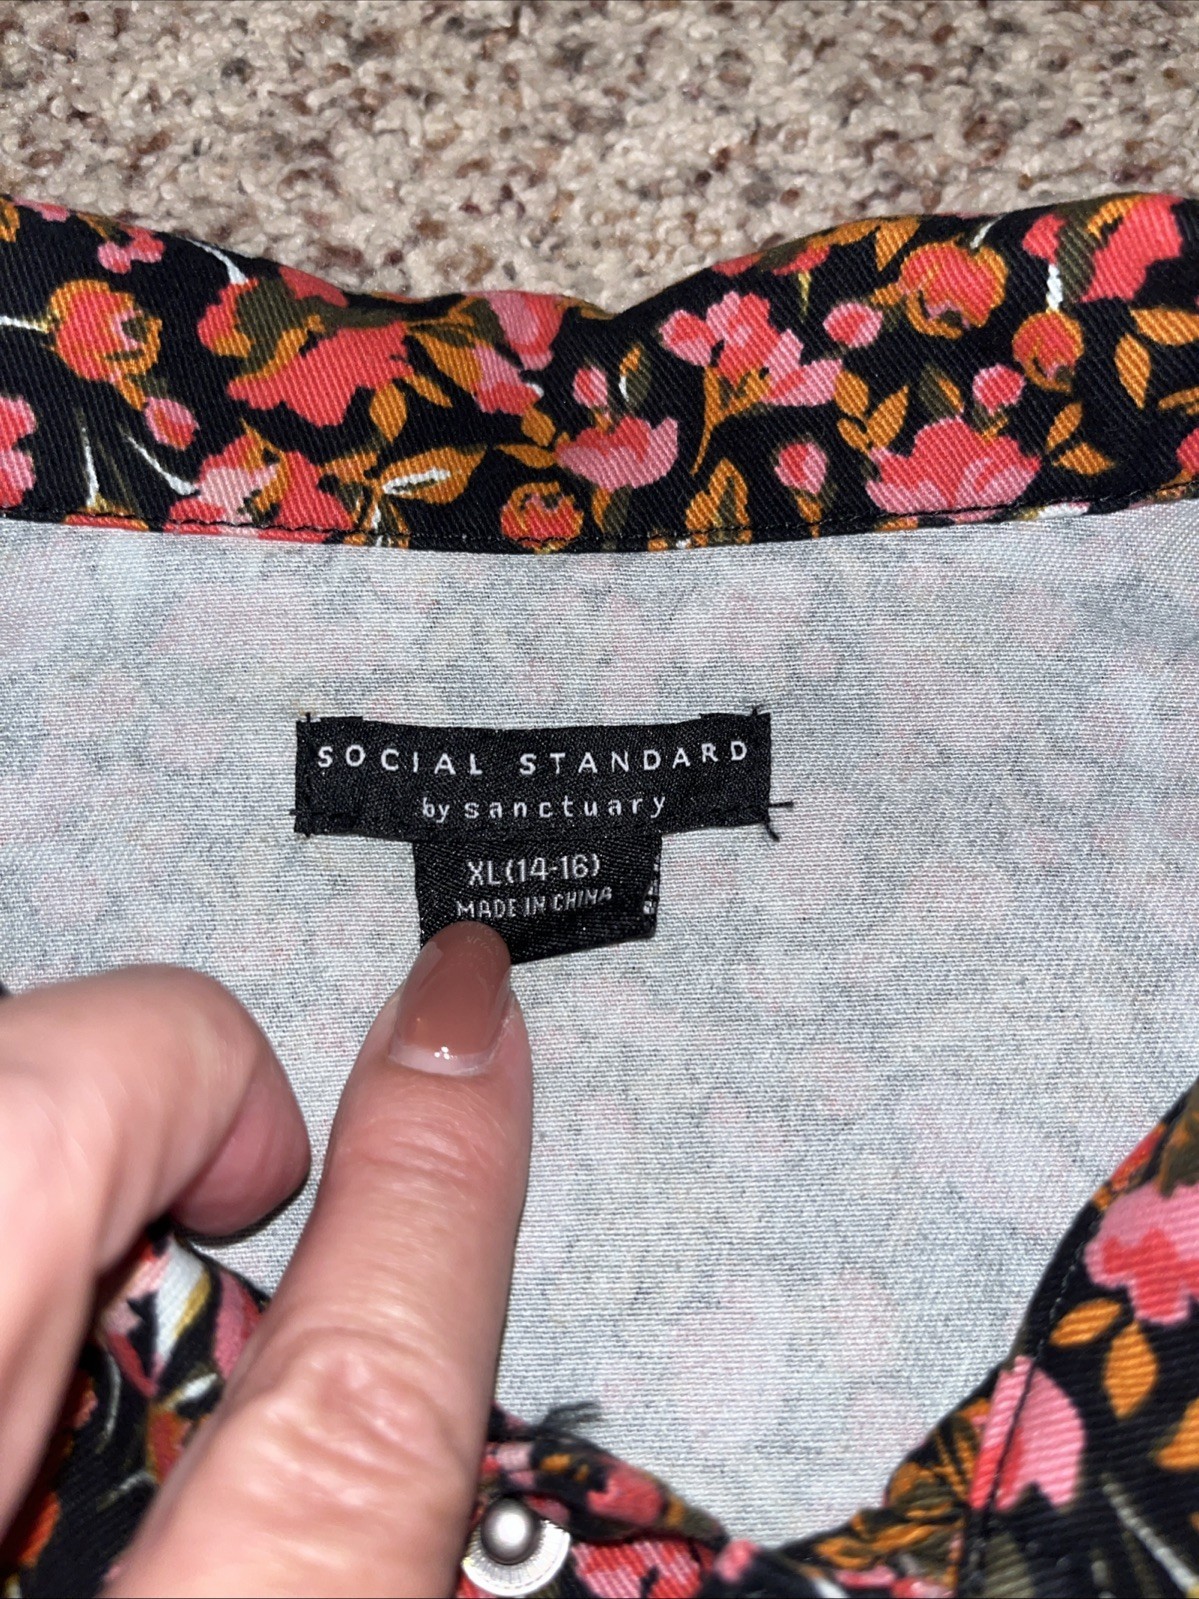 SOCIAL STANDARD
by sanctuary
XL(14-16)
MADE IN CHINA